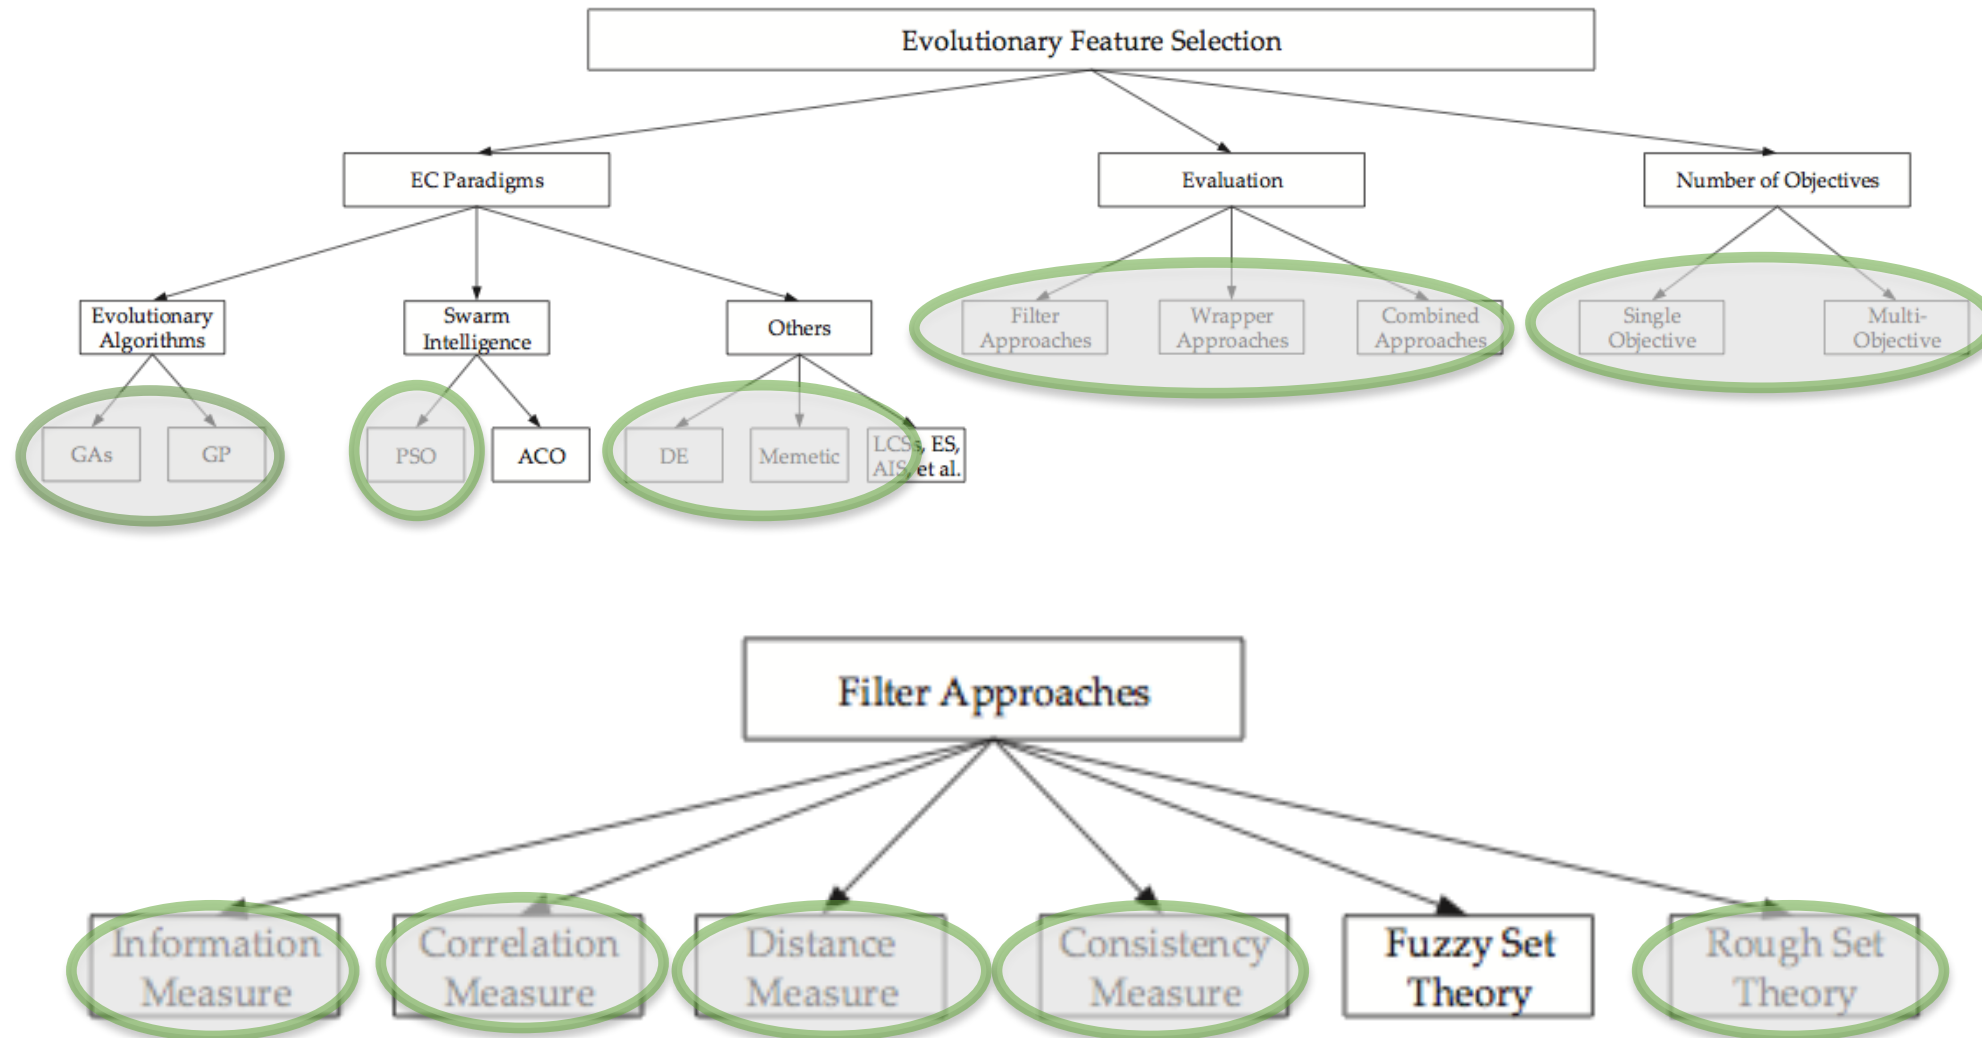 Evolutionary Feature Selection
EC Paradigms
Evaluation
Number of Objectives
Evolutionary
Algorithms
Swarm
Intelligence
Others
Filter
Approaches
Wrapper
Approaches
Combined
Approaches
Single
Objective
Multi-
Objective
GAs
GP
PSO
ACO
DE
Memetic
LCSs, ES,
AIS, et al.
Filter Approaches
Information
Measure
Correlation
Measure
Distance
Measure
Consistency
Measure
Fuzzy Set
Theory
Rough Set
Theory